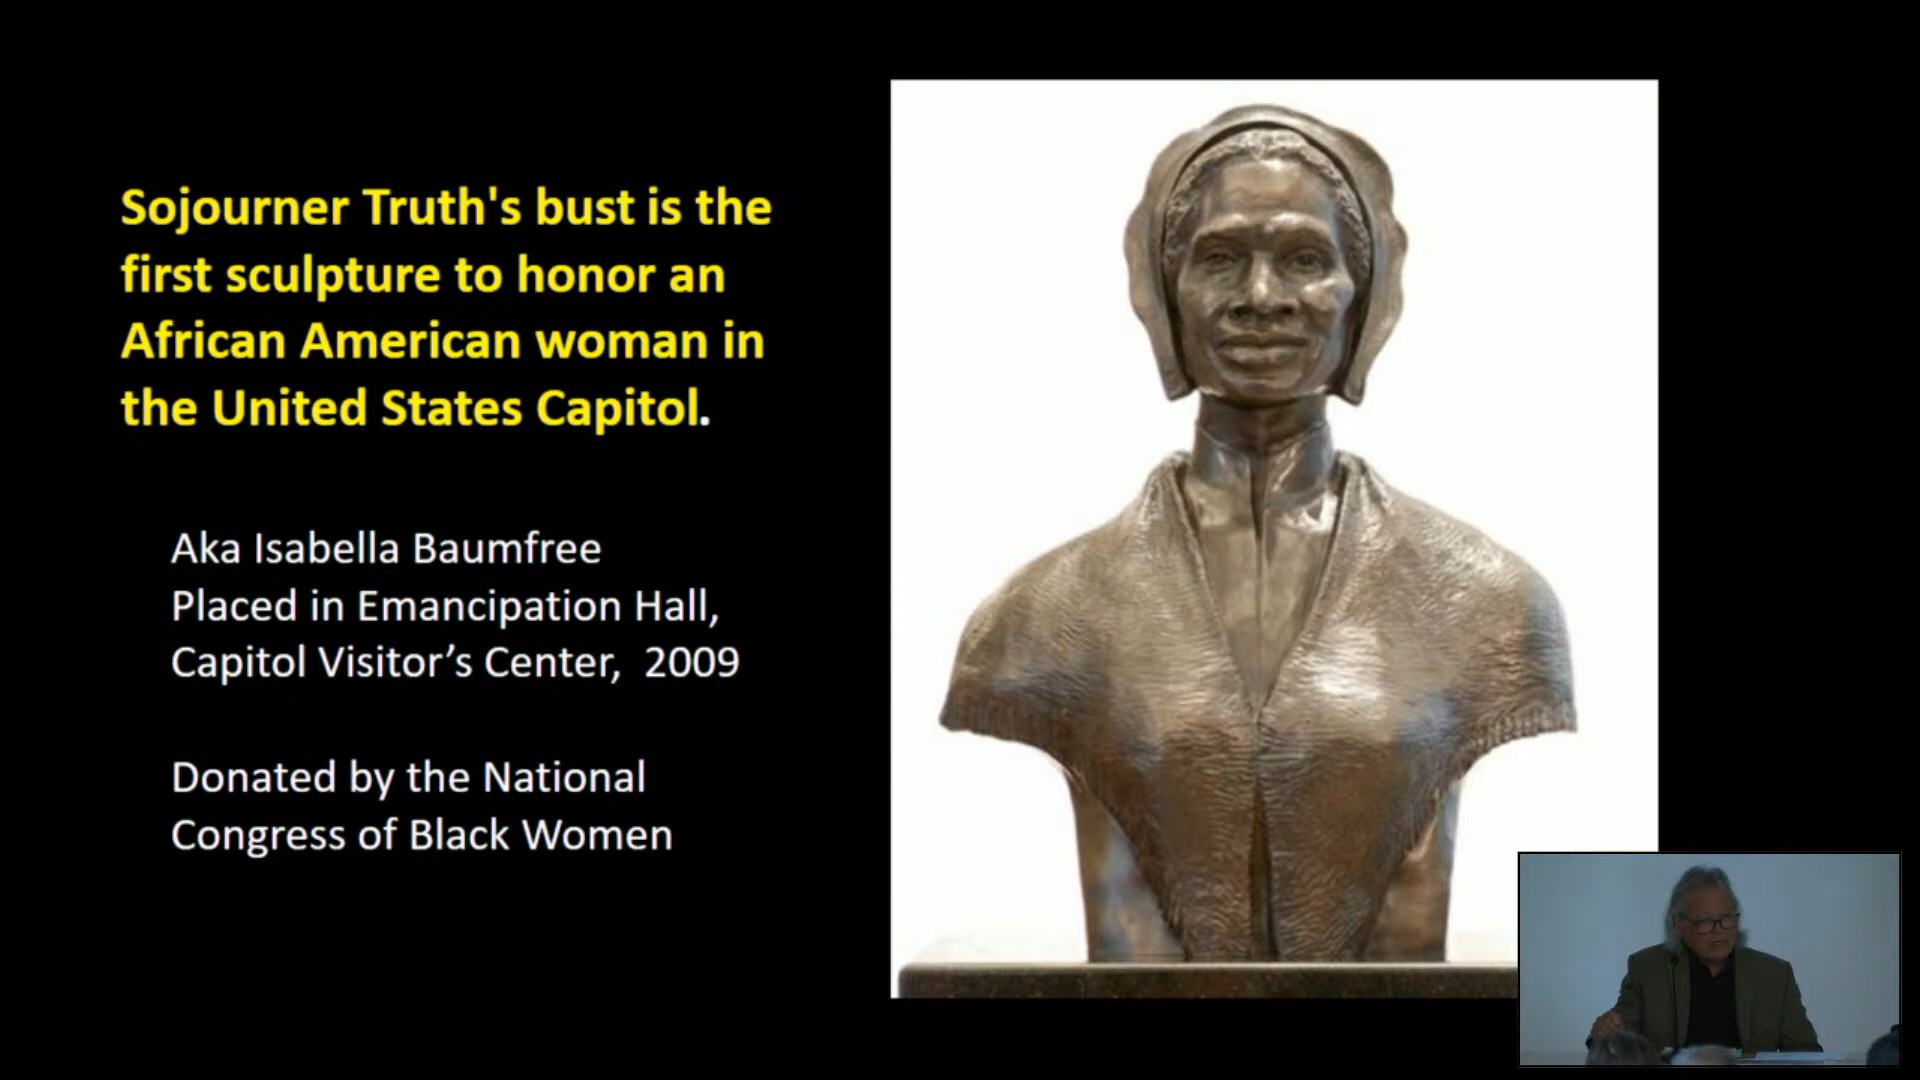 Sojourner Truth's bust is the
first sculpture to honor an
African American woman in
the United States Capitol.
Aka Isabella Baumfree
Placed in Emancipation Hall,
Capitol Visitor’s Center,  2009
Donated by the National
Congress of Black Women